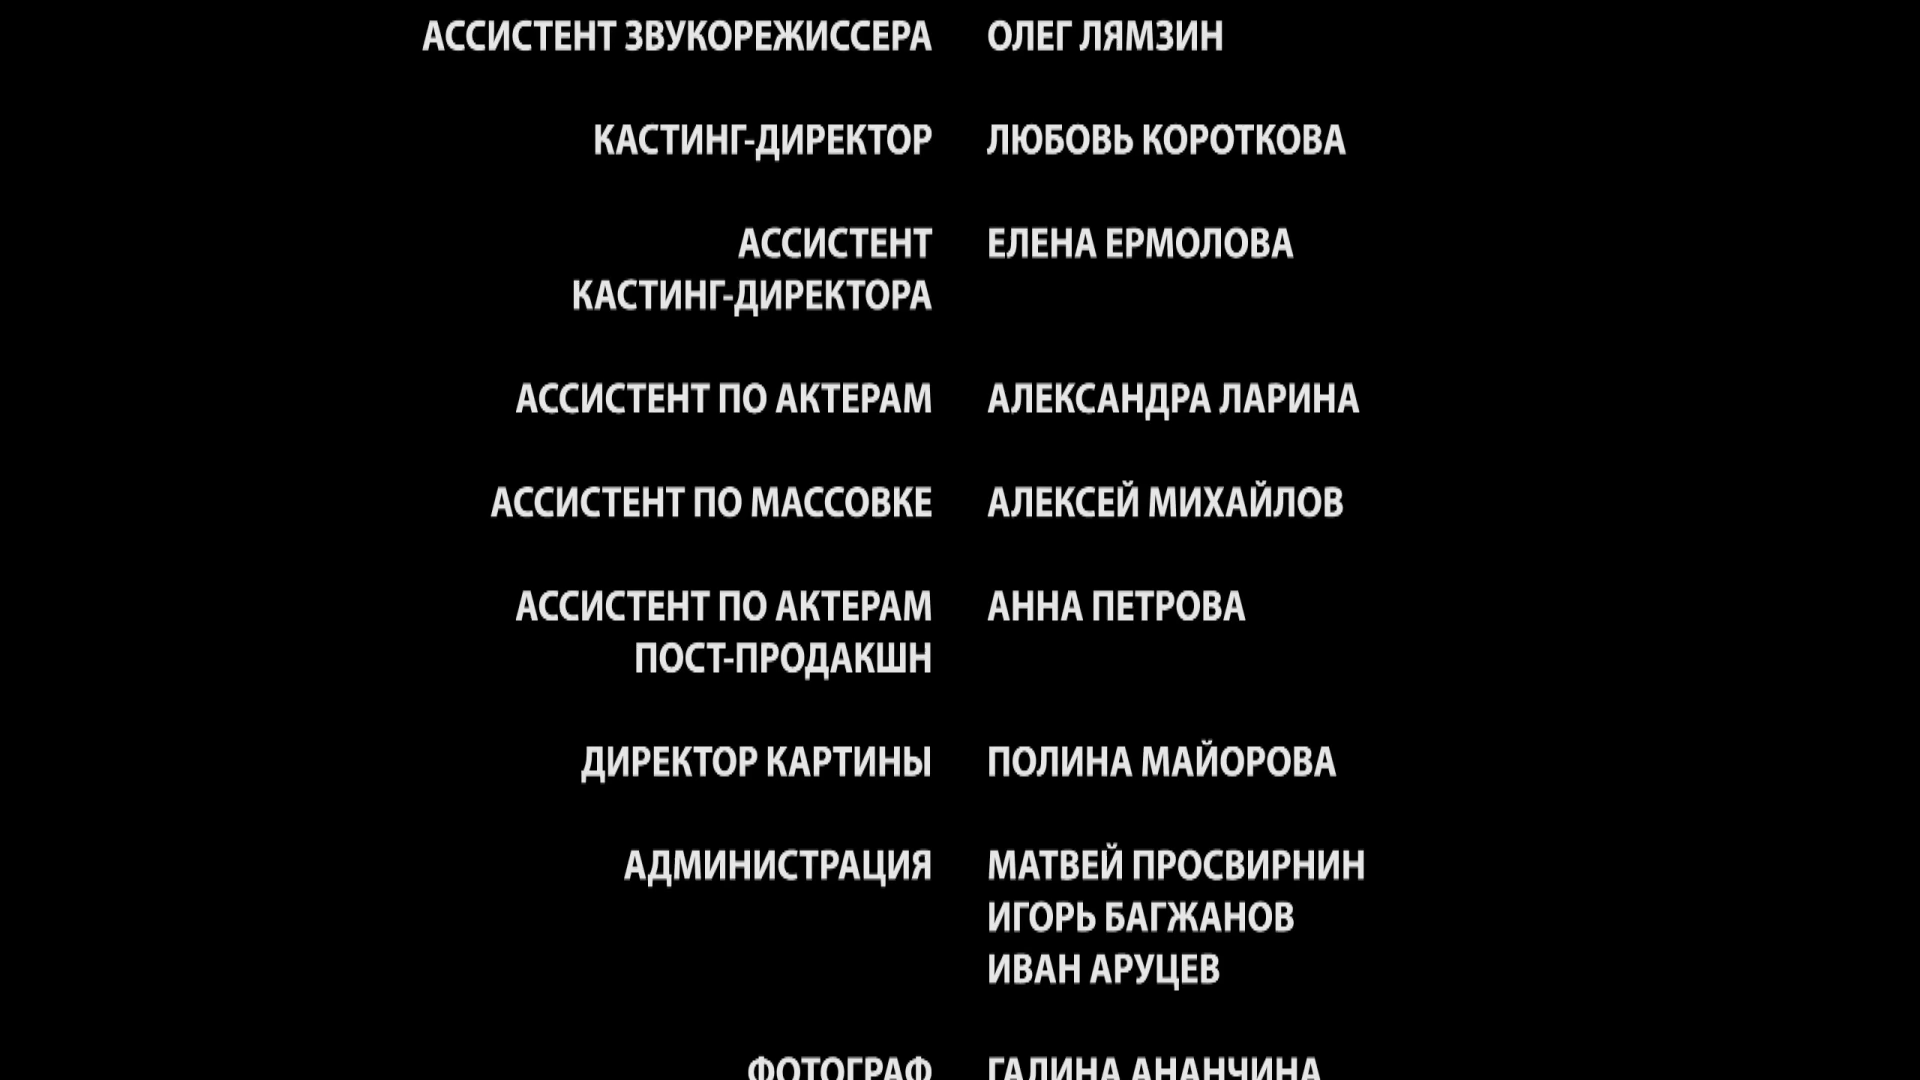 АССИСТЕНТ ЗВУКОРЕЖИССЕРА ОЛЕГ ЛЯМЗИН
КАСТИНГ-ДИРЕКТОР ЛЮБОВЬ КОРОТКОВА
АССИСТЕНТ ЕЛЕНА ЕРМОЛОВА
КАСТИНГ-ДИРЕКТОРА
АССИСТЕНТ ПО АКТЕРАМ АЛЕКСАНДРА ЛАРИНА
АССИСТЕНТ ПО МАССОВКЕ АЛЕКСЕЙ МИХАЙЛОВ
АССИСТЕНТ ПО АКТЕРАМ АННА ПЕТРОВА
ПОСТ-ПРОДАКШН
ДИРЕКТОР КАРТИНЫ ПОЛИНА МАЙОРОВА
АДМИНИСТРАЦИЯ МАТВЕЙ ПРОСВИРНИН
ИГОРЬ БАГЖАНОВ
ИВАН АРУЦЕВ
ФОТОГРАФ ГАЛИНА АНАНЧИНА